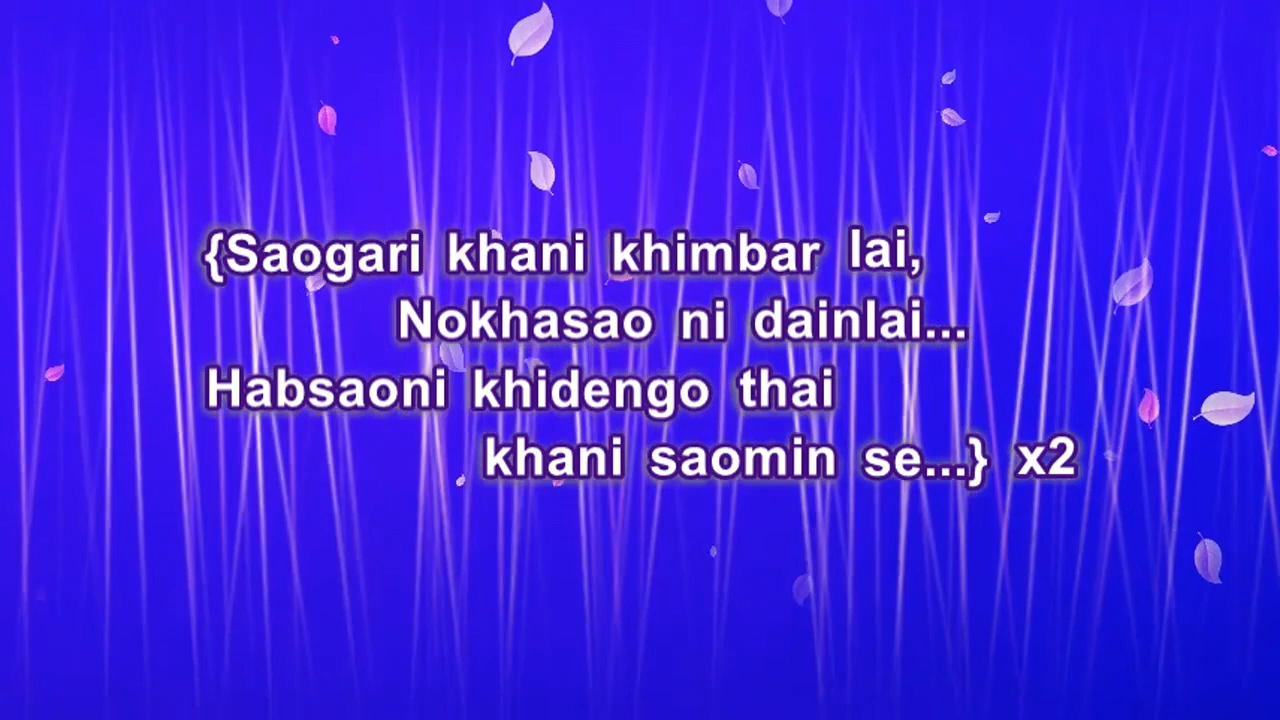 {Saogari khani khimbar lai,
Nokhasao ni dainlai...
Habsaoni khidengo thai
khani saomin se...} x2